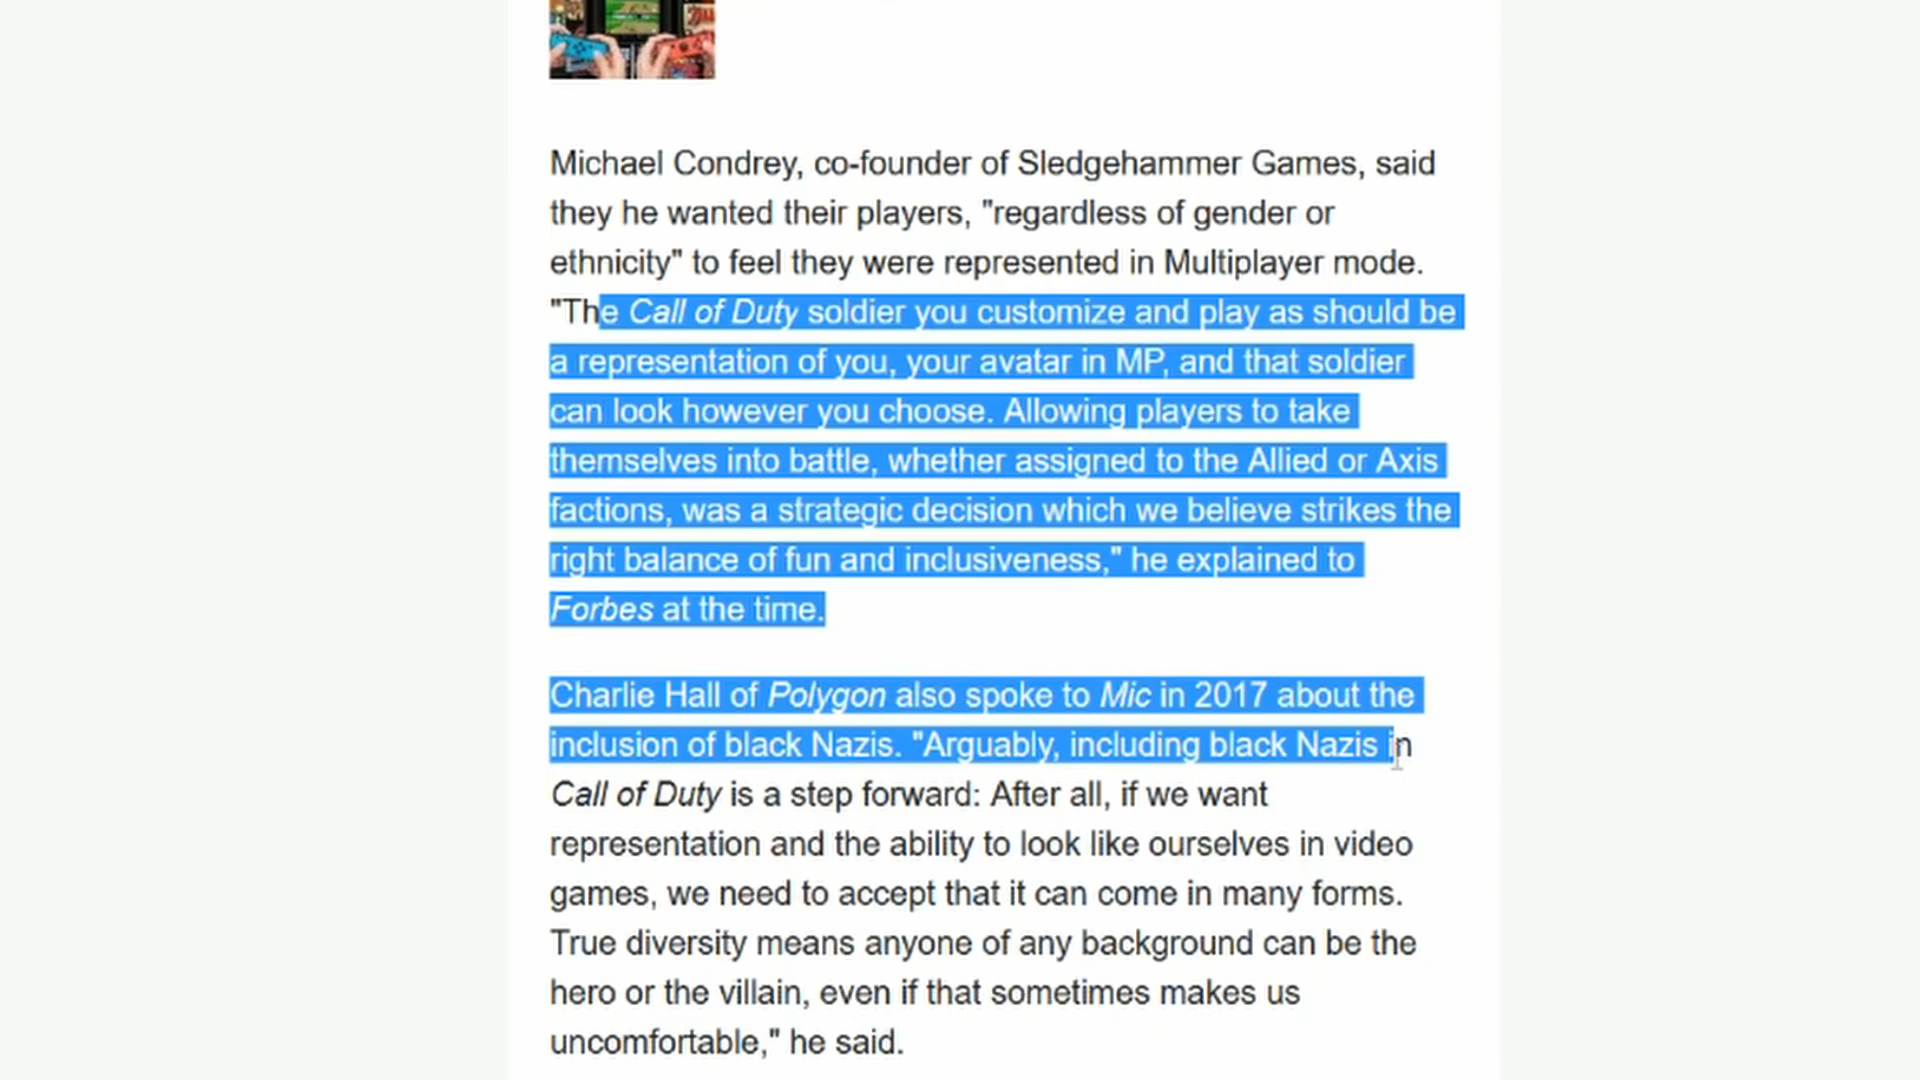 Michael Condrey, co-founder of Sledgehammer Games, said
they he wanted their players, "regardless of gender or
ethnicity" to feel they were represented in Multiplayer mode.
"The Call of Duty soldier you customize and play as should be
a representation of you, your avatar in MP, and that soldier
can look however you choose. Allowing players to take
themselves into battle, whether assigned to the Allied or Axis
factions, was a strategic decision which we believe strikes the
right balance of fun and inclusiveness," he explained to
Forbes at the time.
Charlie Hall of Polygon also spoke to Mic in 2017 about the
inclusion of black Nazis. "Arguably, including black Nazis in
Call of Duty is a step forward: After all, if we want
representation and the ability to look like ourselves in video
games, we need to accept that it can come in many forms.
True diversity means anyone of any background can be the
hero or the villain, even if that sometimes makes us
uncomfortable," he said.